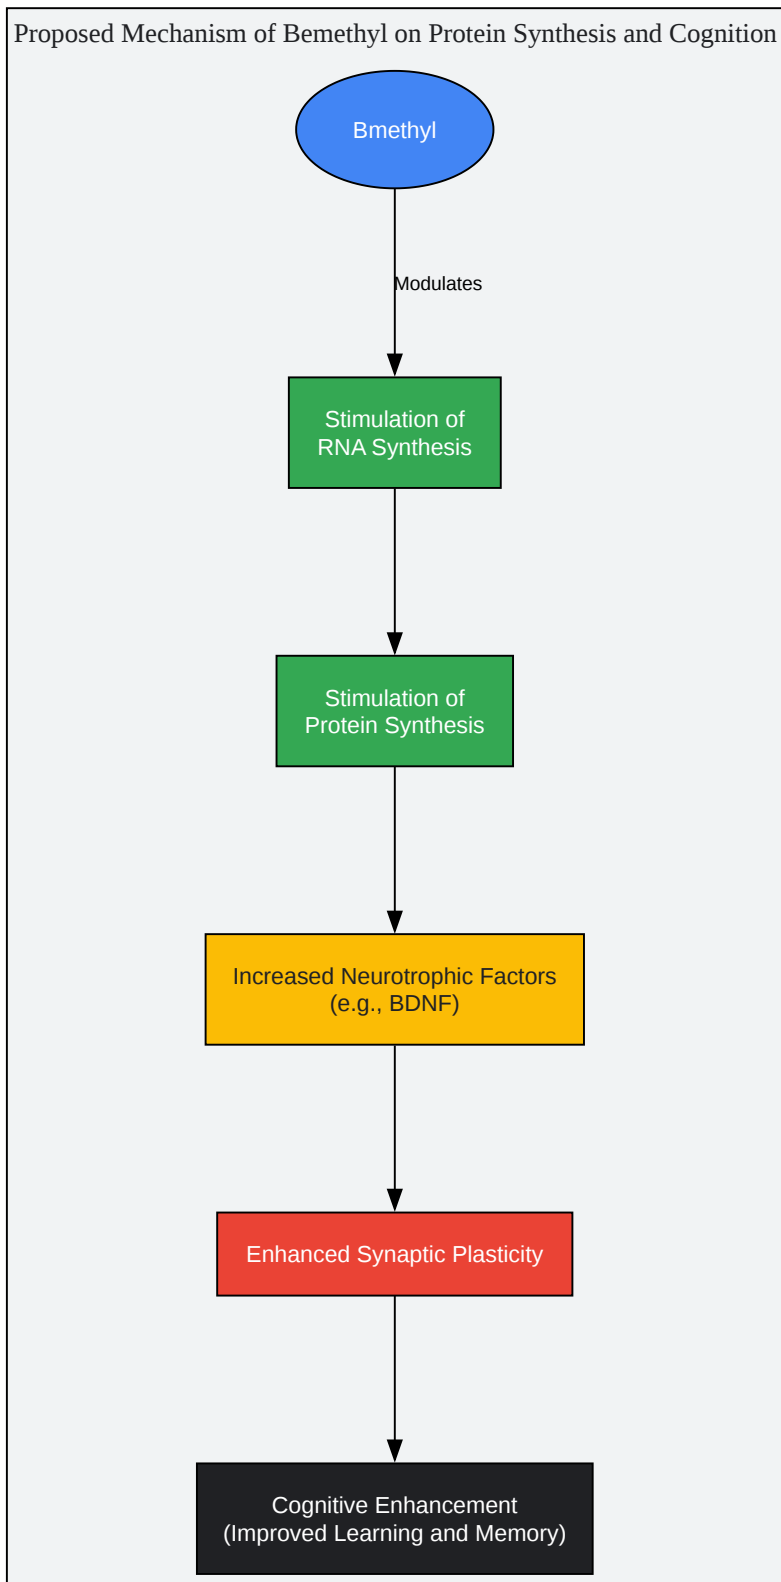 Proposed Mechanism of Bemethyl on Protein Synthesis and Cognition
Bmethyl
Modulates
Stimulation of
RNA Synthesis
Stimulation of
Protein Synthesis
Increased Neurotrophic Factors
(e.g., BDNF)
Enhanced Synaptic Plasticity
Cognitive Enhancement
(Improved Learning and Memory)